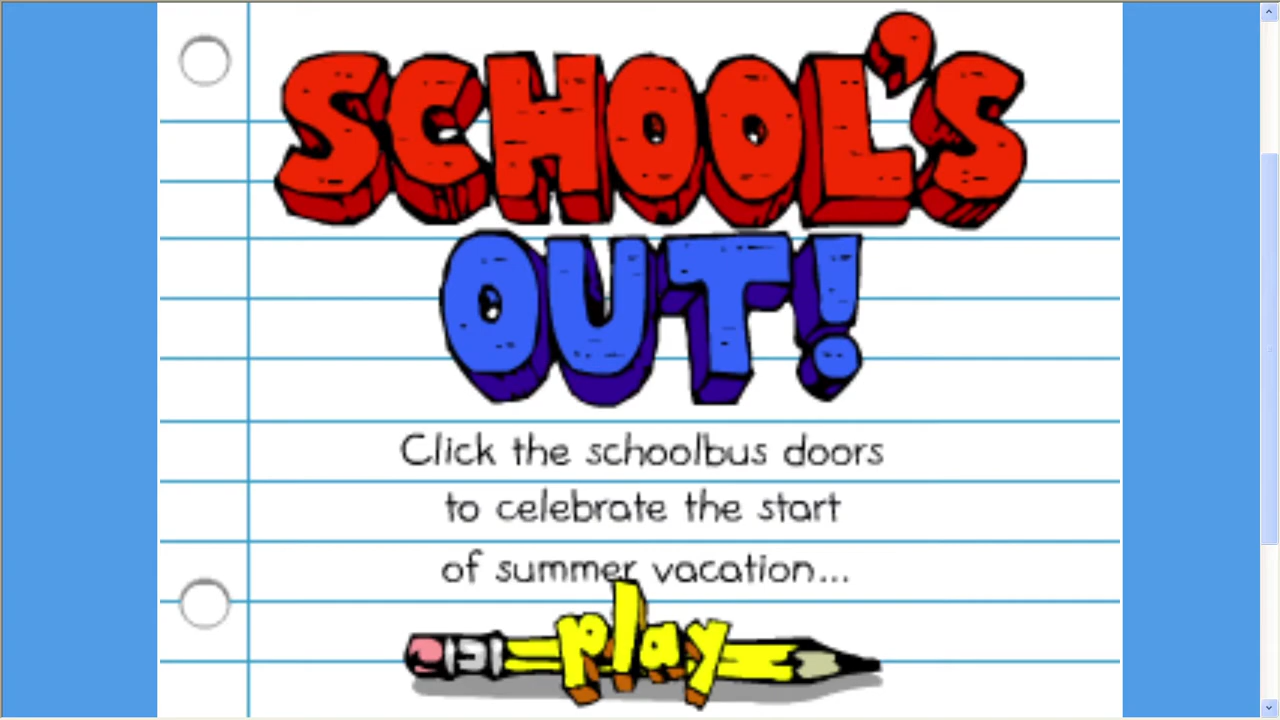 SCHOOL'S
OUT!
Click the schoolbus doors
to celebrate the start
of summer vacation...
play